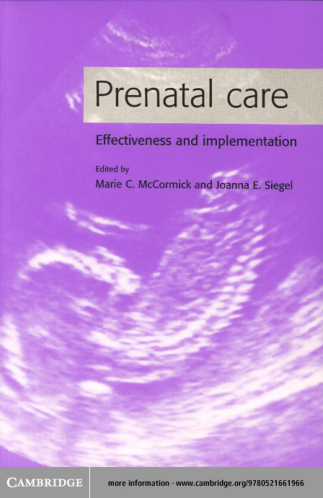 Prenatal care
Effectiveness and implementation
Edited by
Marie C. McCormick and Joanna E. Siegel
CAMBRIDGE
more information - www.cambridge.org/9780521661966